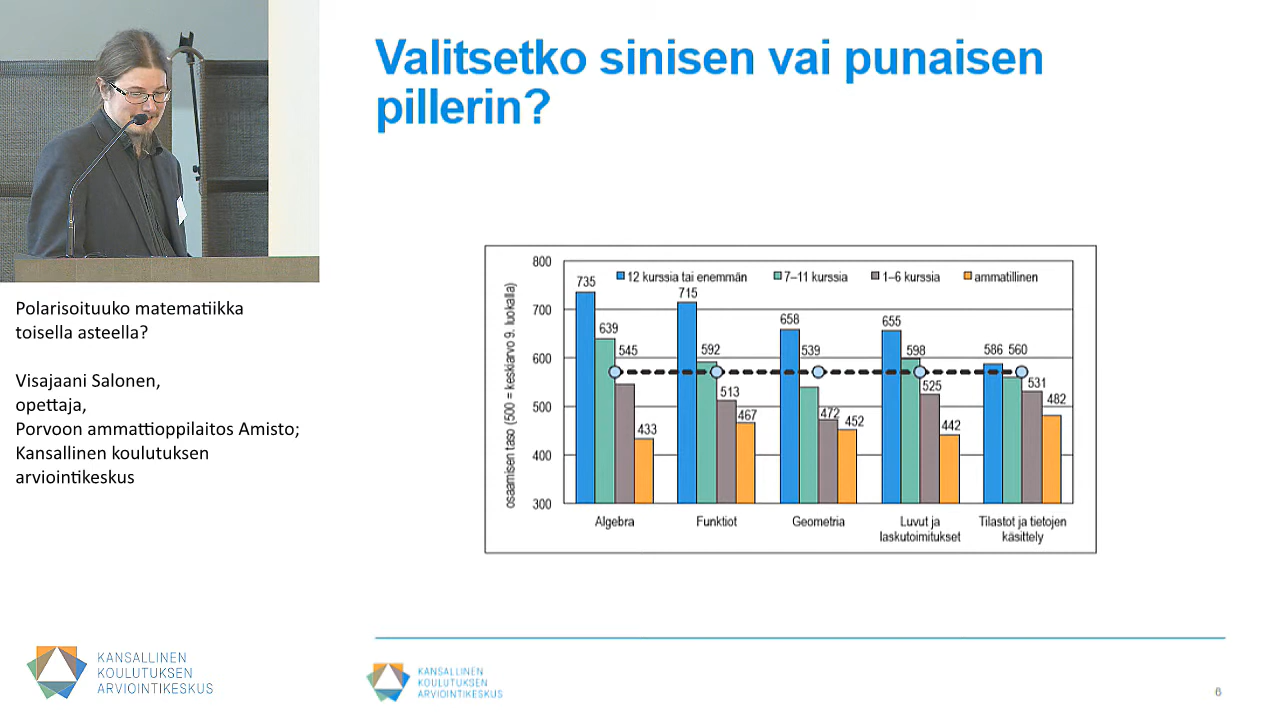 Valitsetko sinisen vai punaisen
pillerin?
Polarisoituuko matematiikka
toisella asteella?
Visajaani Salonen,
opettaja,
Porvoon ammattioppilaitos Amisto;
Kansallinen koulutuksen
arviointikeskus
osaamisen taso (500 = keskiarvo 9. luokalla)
800
700
600
500
400
300
12 kurssia tai enemmän
7–11 kurssia
1–6 kurssia
ammatillinen
735
639
545
433
715
592
513
467
658
539
472
452
655
598
525
442
586
560
531
482
Algebra
Funktiot
Geometria
Luvut ja
laskutoimitukset
Tilastot ja tietojen
käsittely
KANSALLINEN
KOULUTUKSEN
ARVIOINTIKESKUS
KANSALLINEN
KOULUTUKSEN
ARVIOINTIKESKUS
6